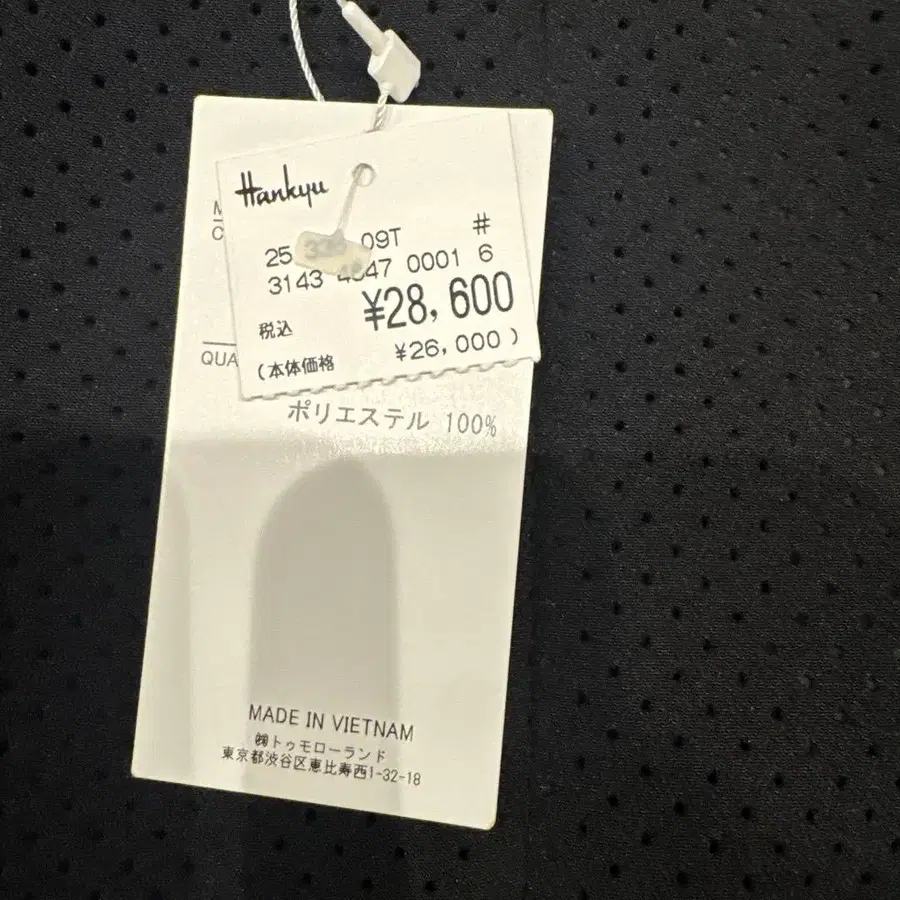 Hankyu
25 09T #
3143 0001 6
¥28,600
税込
(本体価格 ¥26,000)
QUA
ポリエステル 100%
MADE IN VIETNAM
㈱トゥモローランド
東京都渋谷区恵比寿西1-32-18